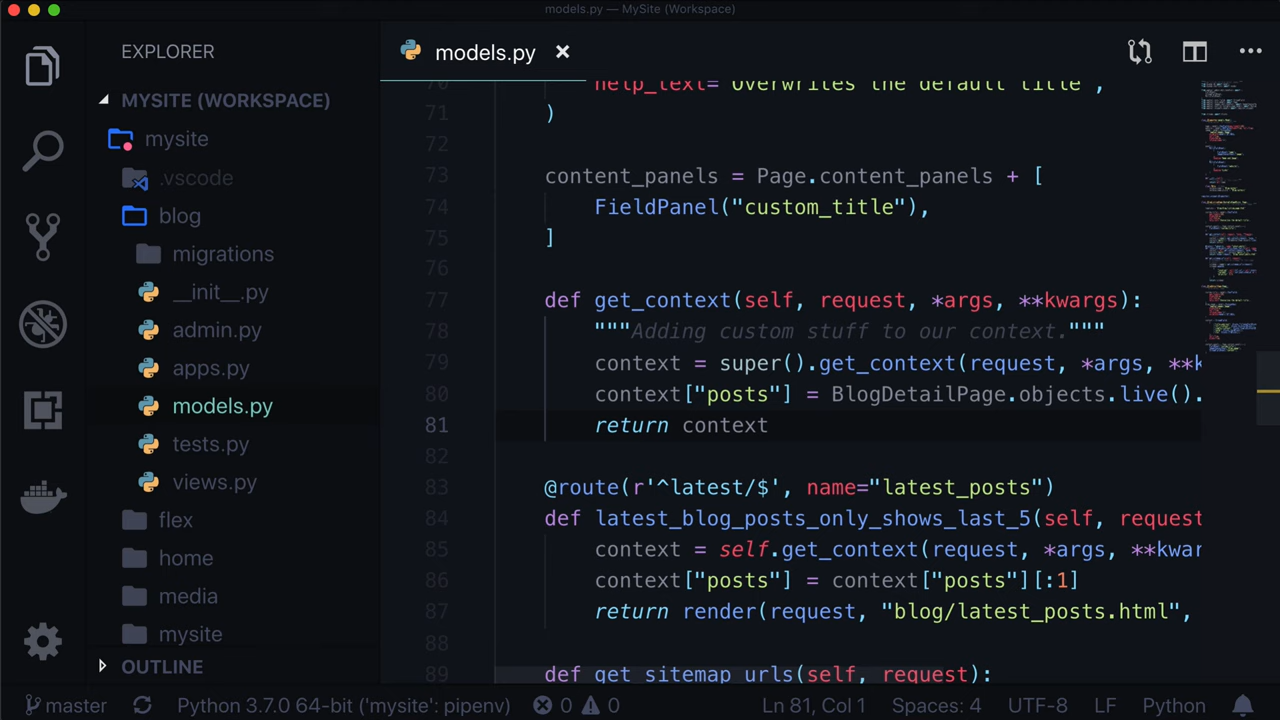 models.py — MySite (Workspace)
EXPLORER
MYSITE (WORKSPACE)
mysite
.vscode
blog
migrations
__init__.py
admin.py
apps.py
models.py
tests.py
views.py
flex
home
media
mysite
OUTLINE
models.py
70 help_text="Overwrites the default title",
71 )
72
73 content_panels = Page.content_panels + [
74 FieldPanel("custom_title"),
75 ]
76
77 def get_context(self, request, *args, **kwargs):
78 """Adding custom stuff to our context."""
79 context = super().get_context(request, *args, **k
80 context["posts"] = BlogDetailPage.objects.live().
81 return context
82
83 @route(r'^latest/$', name="latest_posts")
84 def latest_blog_posts_only_shows_last_5(self, request
85 context = self.get_context(request, *args, **kwar
86 context["posts"] = context["posts"][:1]
87 return render(request, "blog/latest_posts.html",
88
89 def get_sitemap_urls(self, request):
master
Python 3.7.0 64-bit ('mysite': pipenv)
0
0
Ln 81, Col 1
Spaces: 4
UTF-8
LF
Python